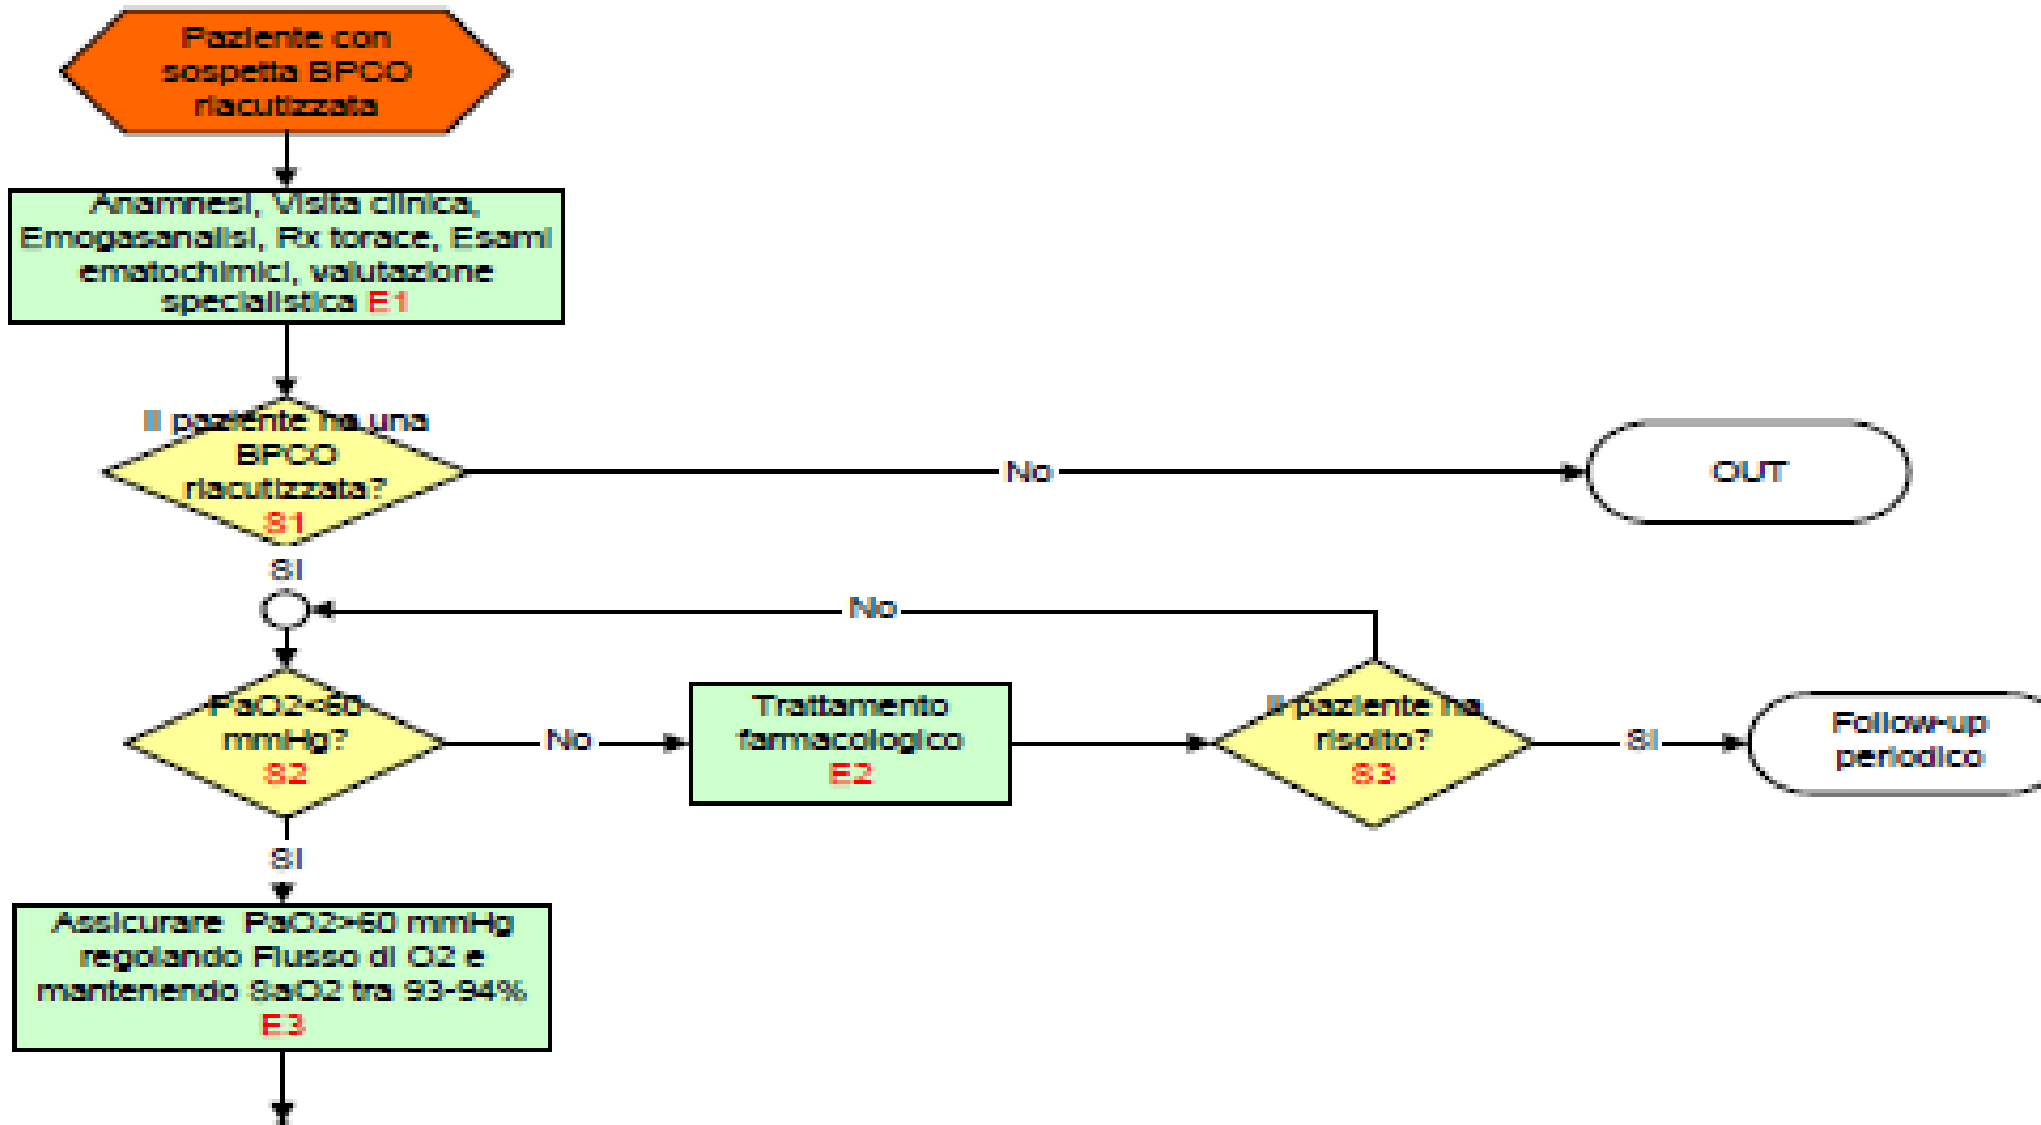 Paziente con
sospetta BPCO
riacutizzata
Anamnesi, Visita clinica,
Emogasanalisi, Rx torace, Esami
ematochimici, valutazione
specialistica E1
Il paziente ha una
BPCO
riacutizzata?
S1
No
OUT
SI
No
PaO2<60
mmHg?
S2
No
Trattamento
farmacologico
E2
Il paziente ha
risolto?
S3
SI
Follow-up
periodico
SI
Assicurare PaO2>60 mmHg
regolando Flusso di O2 e
mantenendo SaO2 tra 93-94%
E3